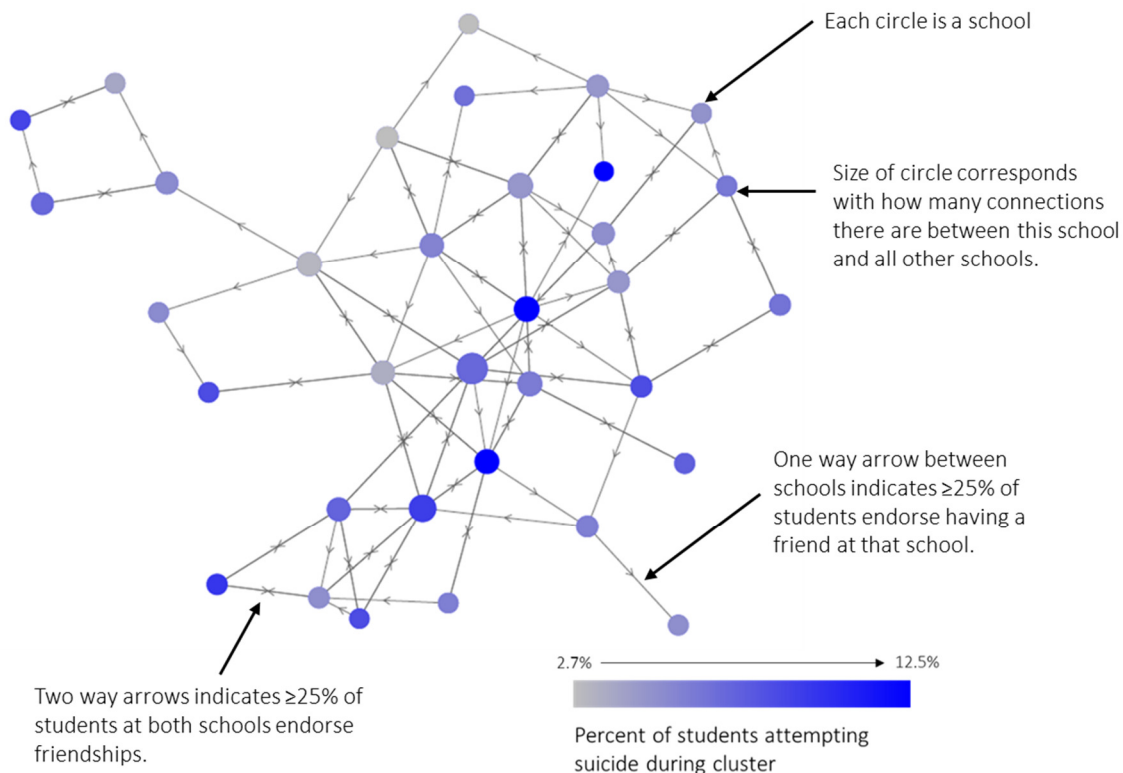 Each circle is a school
Size of circle corresponds
with how many connections
there are between this school
and all other schools.
One way arrow between
schools indicates ≥25% of
students endorse having a
friend at that school.
Two way arrows indicates ≥25% of
students at both schools endorse
friendships.
2.7% 12.5%
Percent of students attempting
suicide during cluster